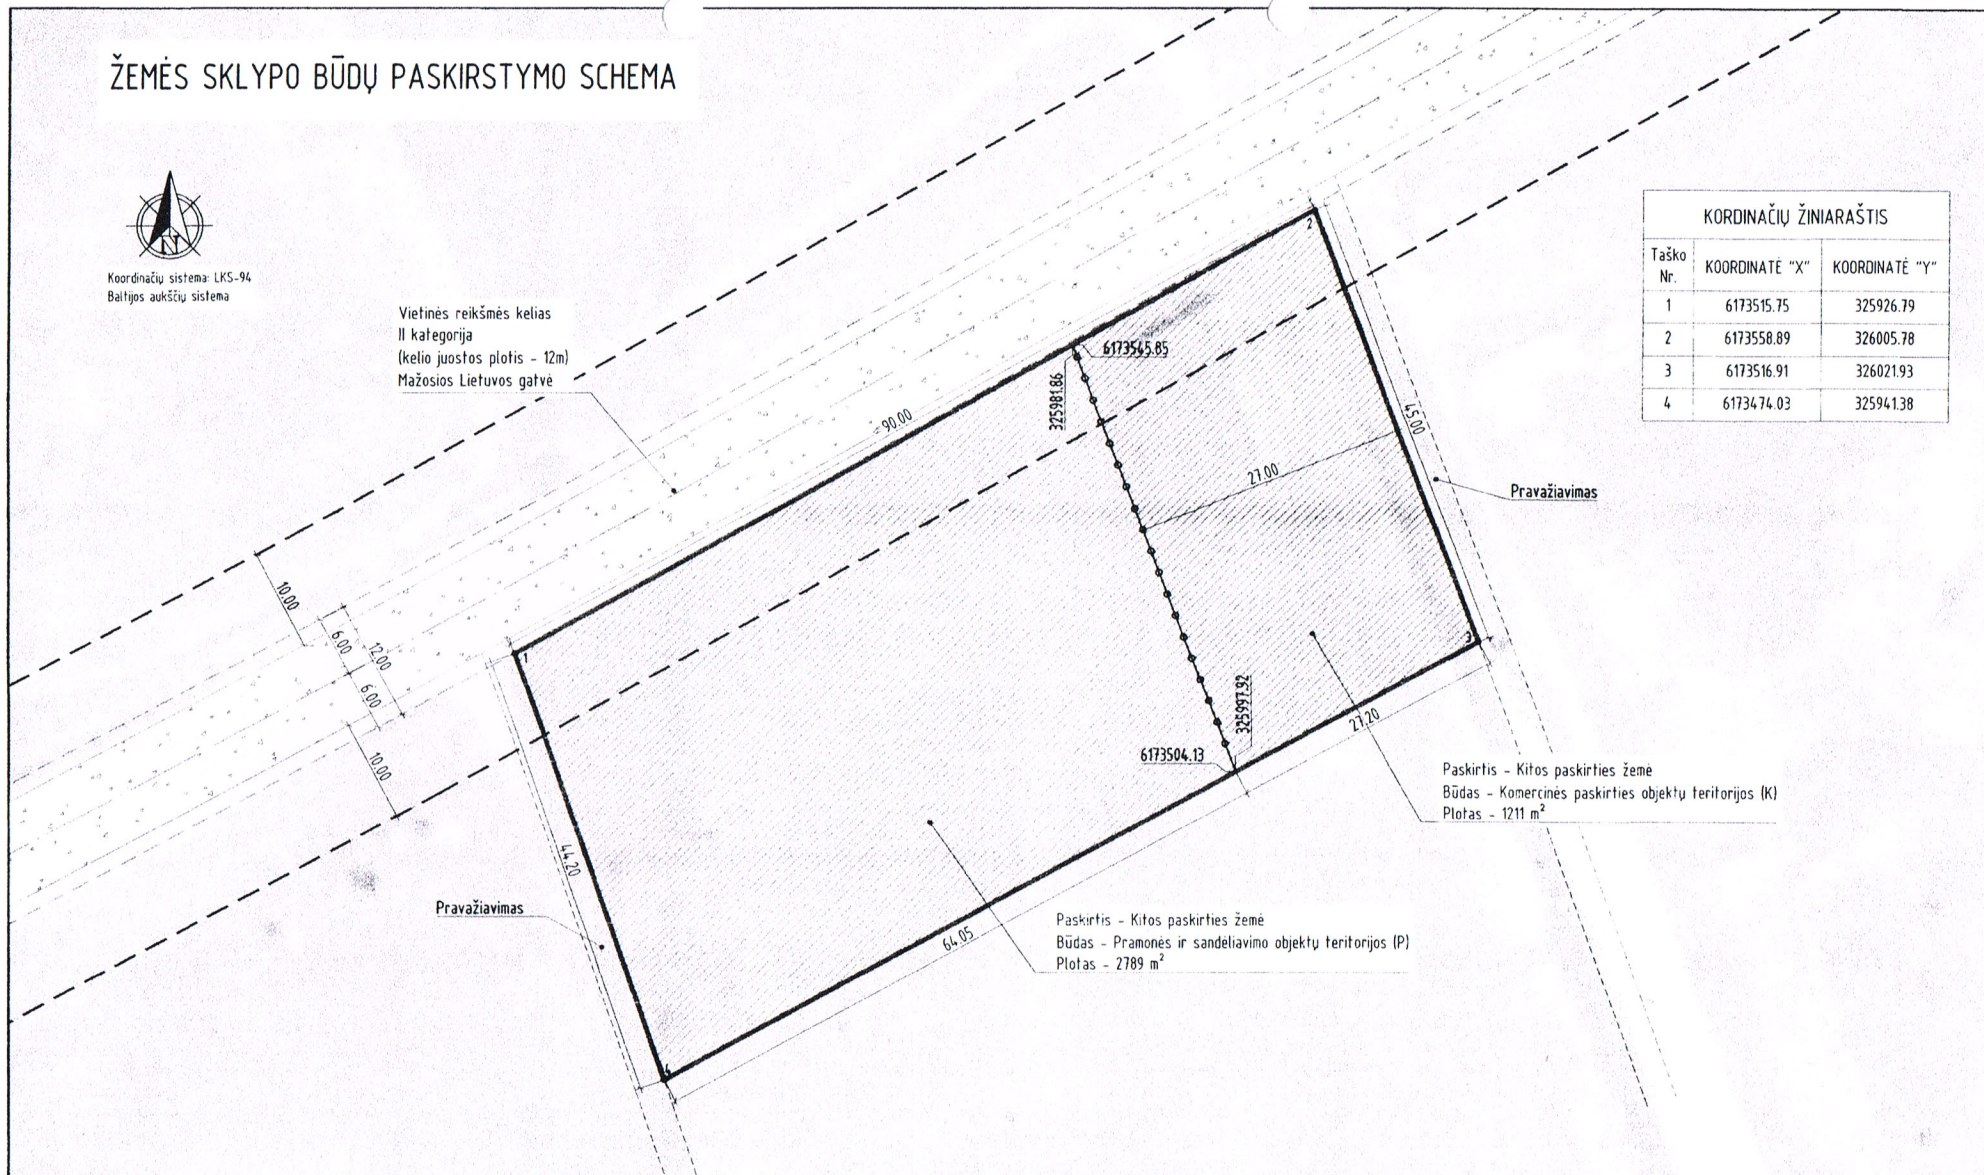 ŽEMĖS SKLYPO BŪDŲ PASKIRSTYMO SCHEMA
N
Koordinačių sistema: LKS-94
Baltijos aukščių sistema
Vietinės reikšmės kelias
II kategorija
(kelio juostos plotis - 12m)
Mažosios Lietuvos gatvė
KORDINAČIŲ ŽINIARAŠTIS
Taško Nr. KOORDINATĖ "X" KOORDINATĖ "Y"
1 6173515.75 325926.79
2 6173558.89 326005.78
3 6173516.91 326021.93
4 6173474.03 325941.38
2
6173545.85
325981.86
90.00
45.00
27.00
Pravažiavimas
10.00
6.00
12.00
6.00
10.00
1
3
325997.92
27.20
6173504.13
Paskirtis - Kitos paskirties žemė
Būdas - Komercinės paskirties objektų teritorijos (K)
Plotas - 1211 m²
44.20
Pravažiavimas
64.05
Paskirtis - Kitos paskirties žemė
Būdas - Pramonės ir sandėliavimo objektų teritorijos (P)
Plotas - 2789 m²
4